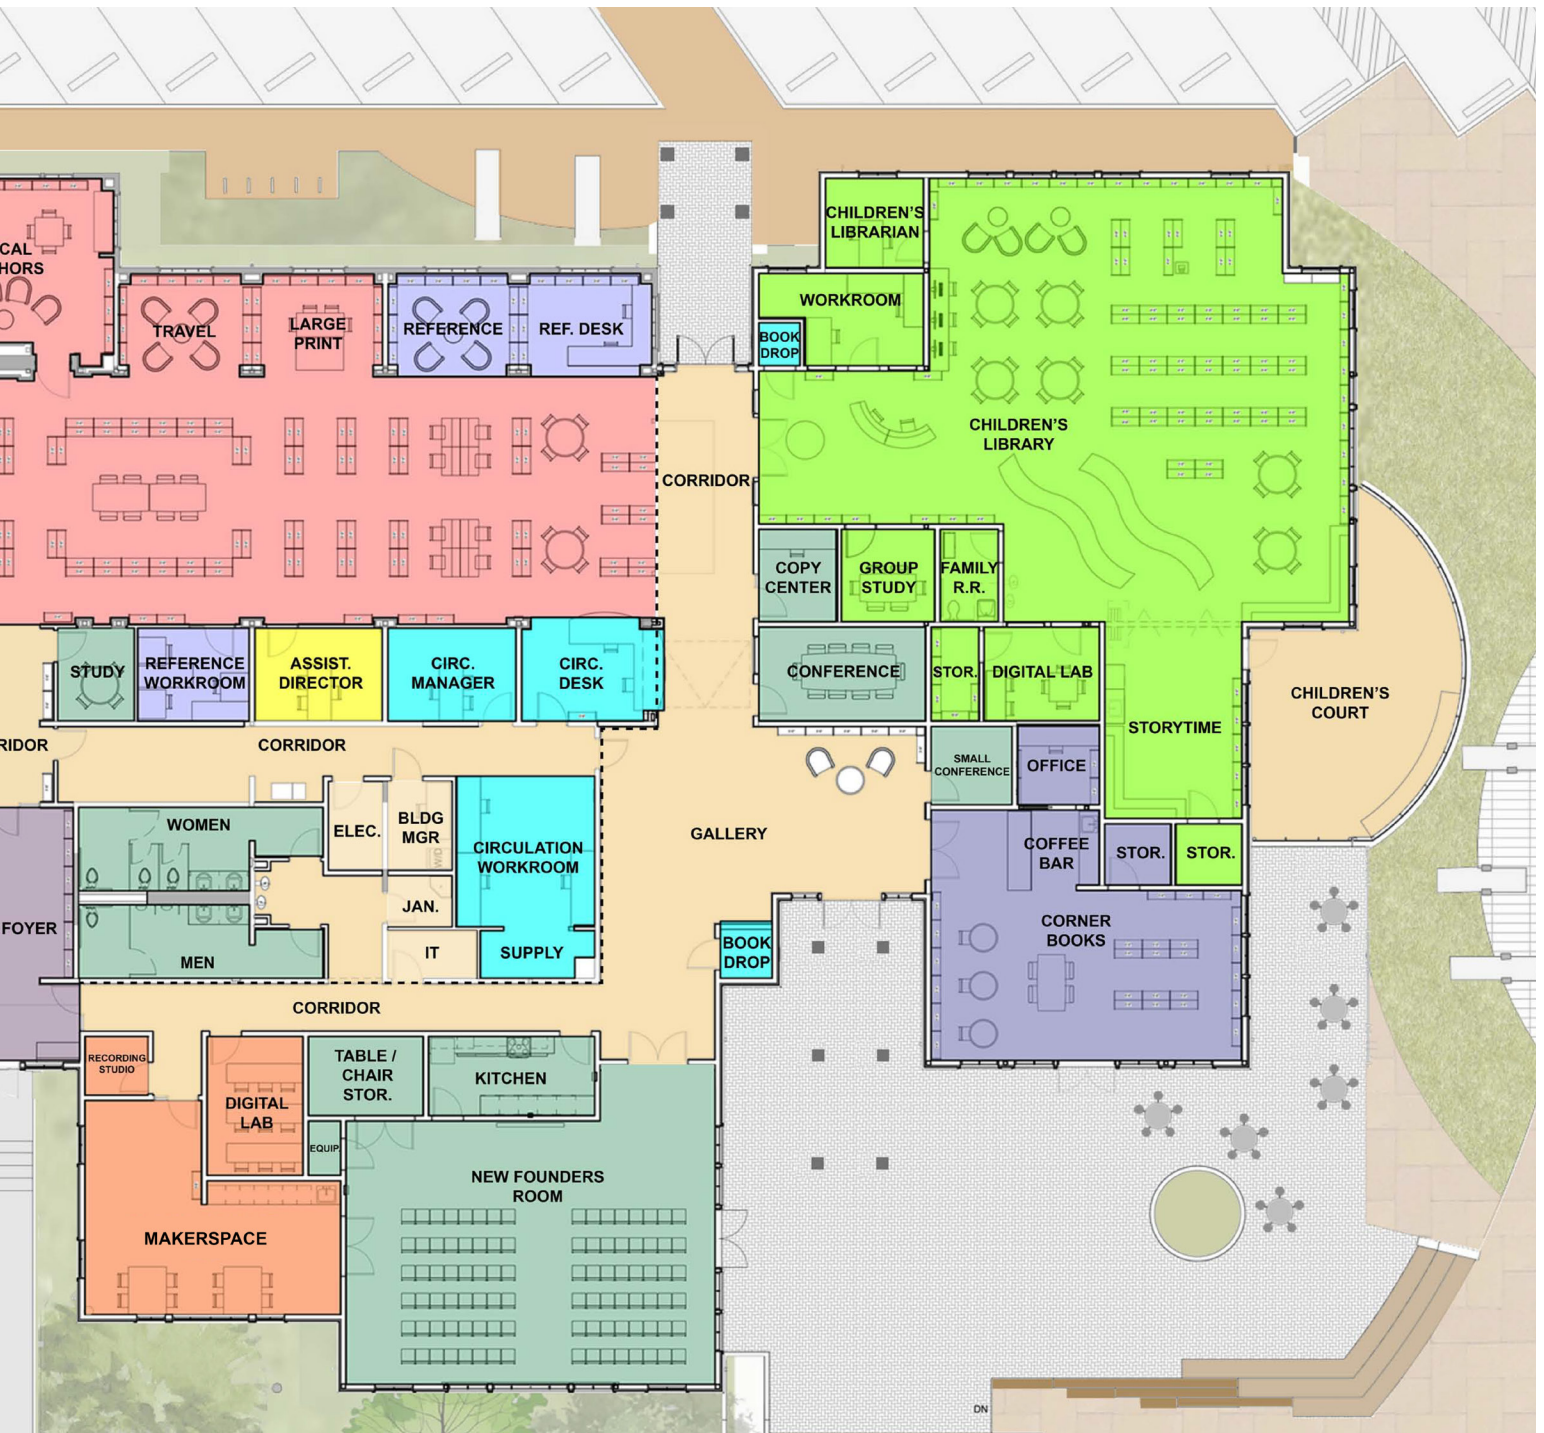 CHILDREN'S
LIBRARIAN
CAL
HORS
WORKROOM
TRAVEL
LARGE
PRINT
REFERENCE
REF. DESK
BOOK
DROP
CHILDREN'S
LIBRARY
CORRIDOR
COPY
CENTER
GROUP
STUDY
FAMILY
R.R.
STUDY
REFERENCE
WORKROOM
ASSIST.
DIRECTOR
CIRC.
MANAGER
CIRC.
DESK
CONFERENCE
STOR.
DIGITAL LAB
CHILDREN'S
COURT
STORYTIME
RIDOR
CORRIDOR
SMALL
CONFERENCE
OFFICE
WOMEN
ELEC.
BLDG
MGR
W/D
CIRCULATION
WORKROOM
GALLERY
COFFEE
BAR
STOR.
STOR.
JAN.
FOYER
MEN
IT
SUPPLY
BOOK
DROP
CORNER
BOOKS
CORRIDOR
RECORDING
STUDIO
TABLE /
CHAIR
STOR.
KITCHEN
DIGITAL
LAB
EQUIP
NEW FOUNDERS
ROOM
MAKERSPACE
DN